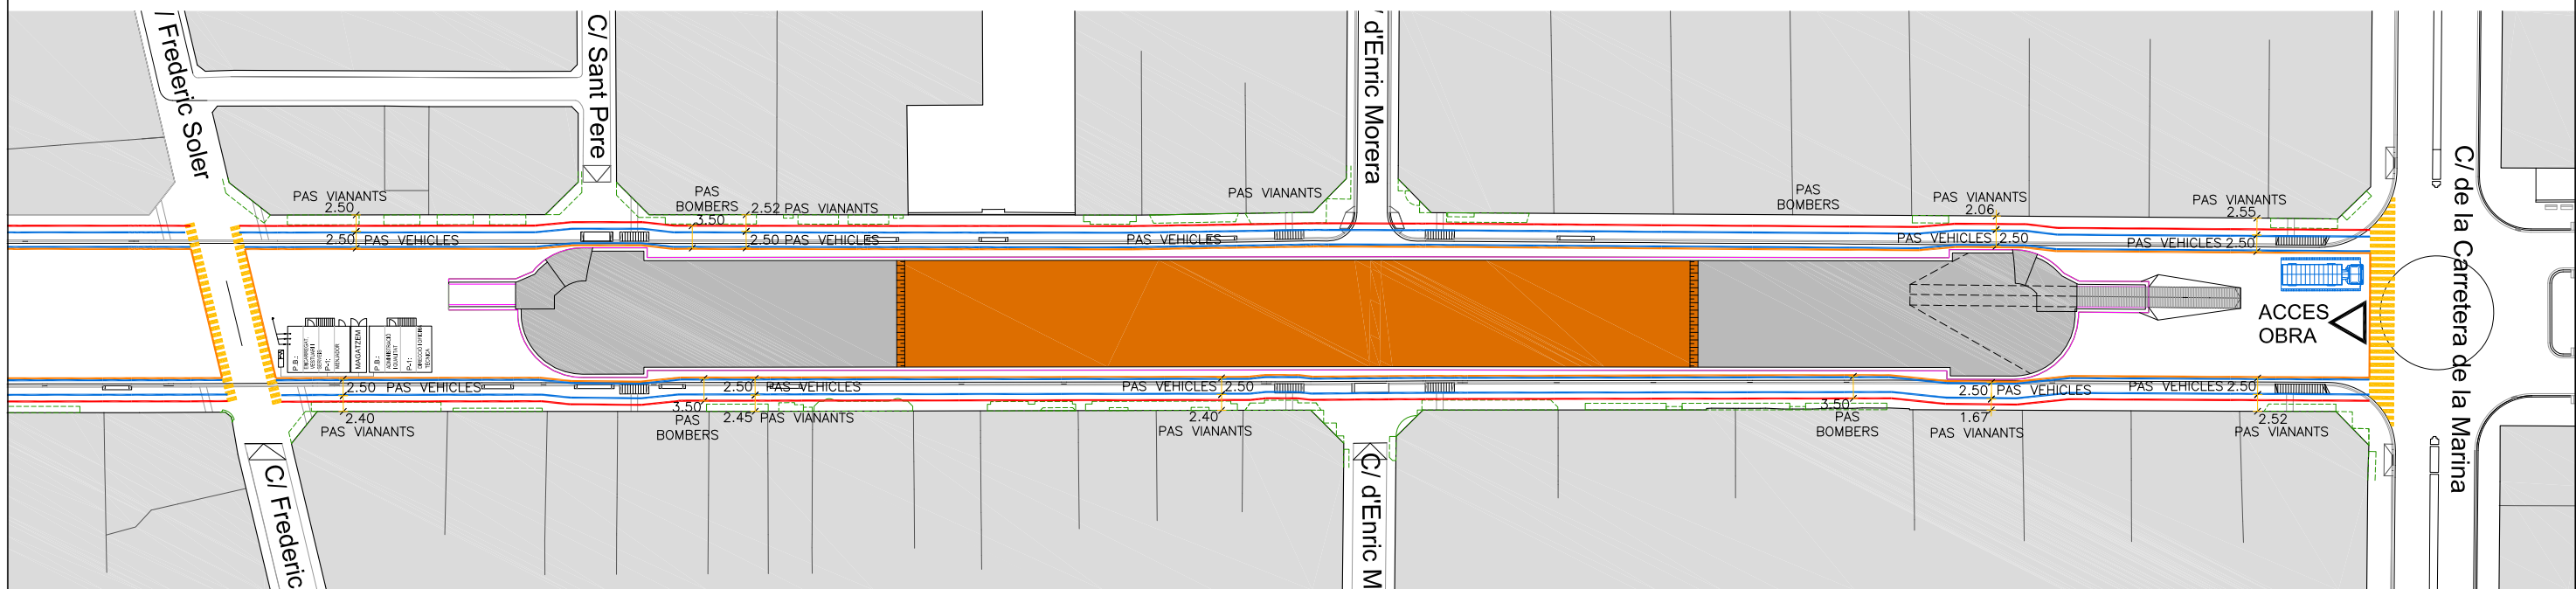 / Frederic Soler
C/ Sant Pere
/ d'Enric Morera
C/ de la Carretera de la Marina
PAS VIANANTS
2.50
2.50 PAS VEHICLES
PAS
BOMBERS
3.50
2.52 PAS VIANANTS
2.50 PAS VEHICLES
PAS VIANANTS
PAS VEHICLES
PAS
BOMBERS
PAS VIANANTS
2.06
PAS VEHICLES 2.50
PAS VIANANTS
2.55
PAS VEHICLES 2.50
ACCES
OBRA
P.B.:
VESTUARI
P+1:
MENJADOR
MAGATZEM
P.B.:
P+1:
TÈCNICA
2.50 PAS VEHICLES
2.40
PAS VIANANTS
2.50 PAS VEHICLES
3.50
PAS
BOMBERS
2.45 PAS VIANANTS
PAS VEHICLES 2.50
2.40
PAS VIANANTS
3.50
PAS
BOMBERS
2.50 PAS VEHICLES
1.67
PAS VIANANTS
PAS VEHICLES 2.50
2.52
PAS VIANANTS
C/ Frederic
C/ d'Enric M